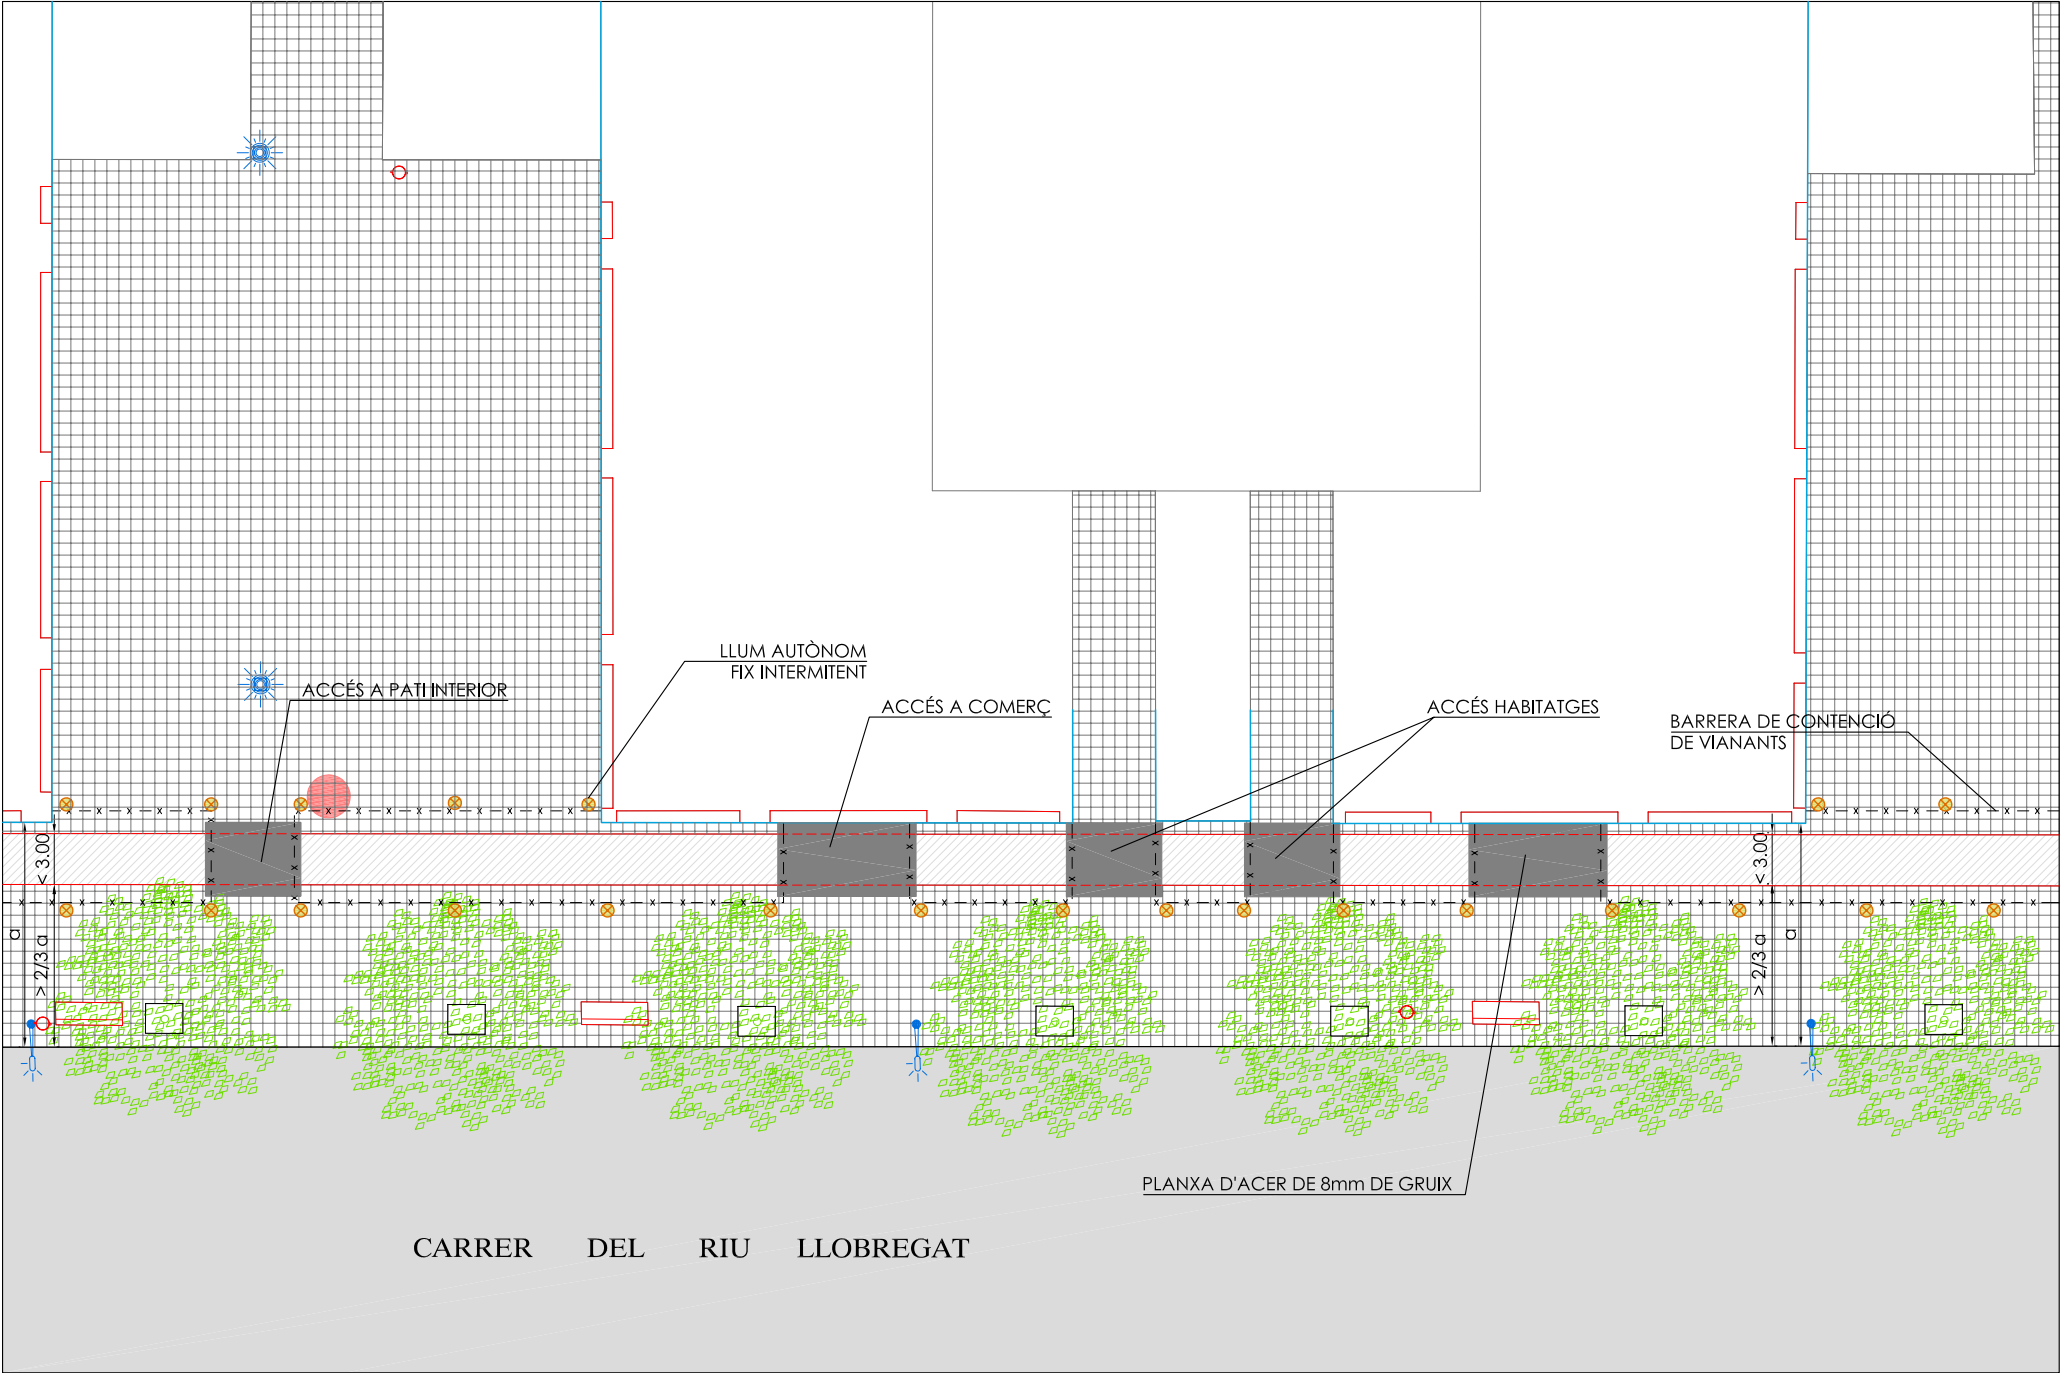 LLUM AUTÒNOM
FIX INTERMITENT
ACCÉS A PATI INTERIOR
ACCÉS A COMERÇ
ACCÉS HABITATGES
BARRERA DE CONTENCIÓ
DE VIANANTS
< 3.00
< 3.00
a
> 2/3 a
> 2/3 a
a
PLANXA D'ACER DE 8mm DE GRUIX
CARRER DEL RIU LLOBREGAT